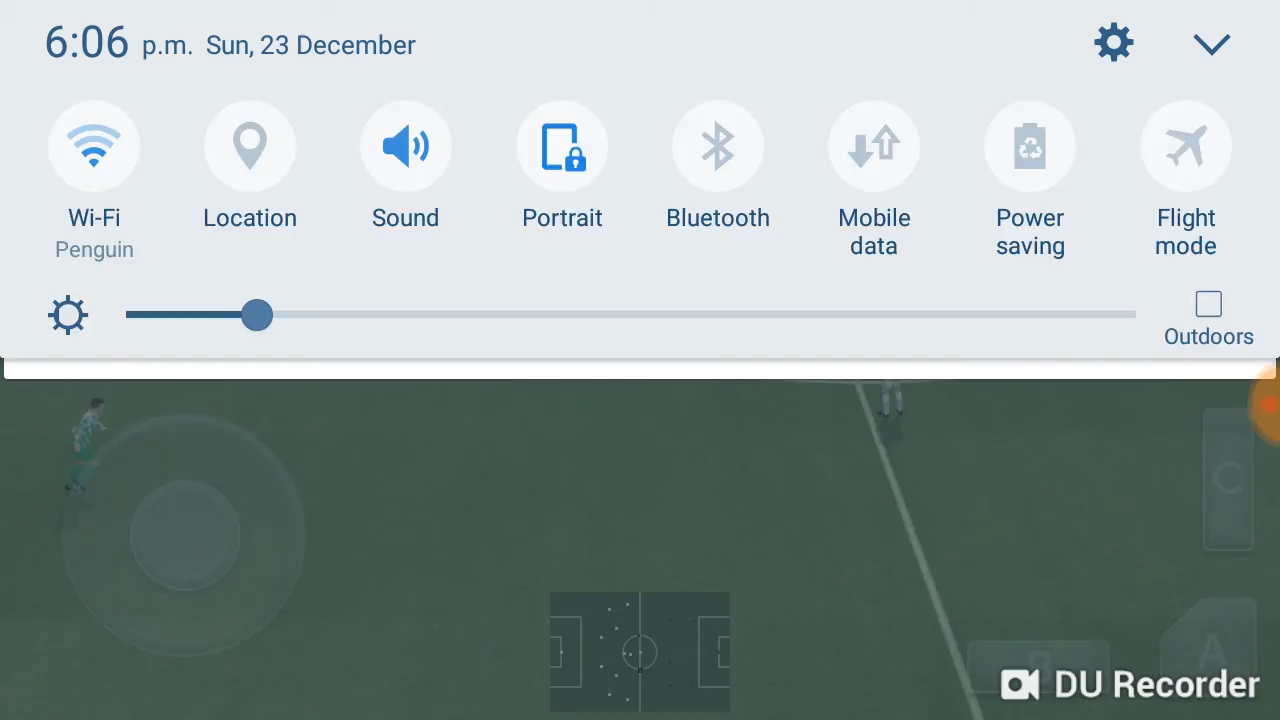 6:06 p.m. Sun, 23 December
Wi-Fi
Penguin
Location
Sound
Portrait
Bluetooth
Mobile
data
Power
saving
Flight
mode
Outdoors
C
A
DU Recorder